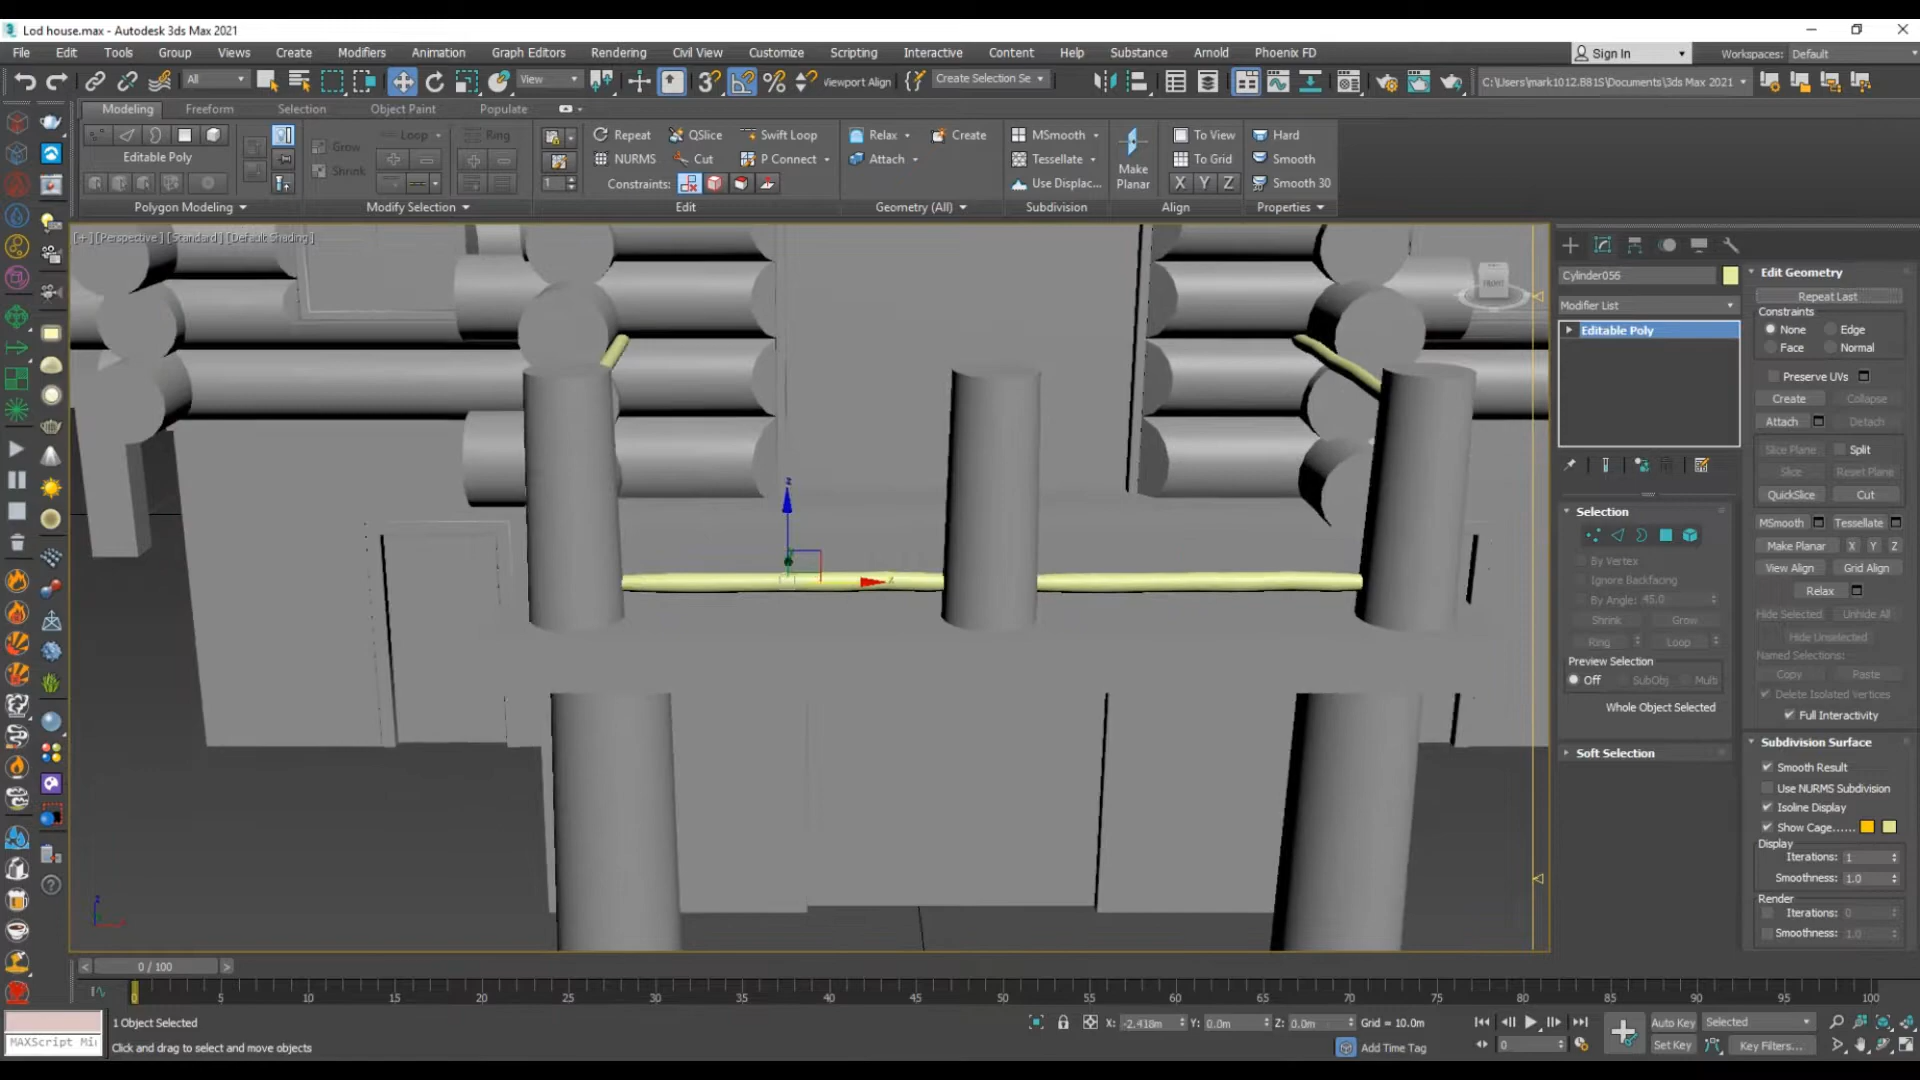 Lod house.max - Autodesk 3ds Max 2021
File Edit Tools Group Views Create Modifiers Animation Graph Editors Rendering Civil View Customize Scripting Interactive Content Help Substance Arnold Phoenix FD Sign In Workspaces: Default
All View Viewport Align Create Selection Se C:\Users\mark1012.BB1S\Documents\3ds Max 2021
Modeling Freeform Selection Object Paint Populate
Loop Ring Repeat QSlice Swift Loop Relax Create MSmooth To View Hard
Grow
Editable Poly NURMS Cut P Connect Attach Tessellate To Grid Smooth
Shrink Make Planar
1 Constraints: Use Displac... X Y Z Smooth 30
Polygon Modeling Modify Selection Edit Geometry (All) Subdivision Align Properties
[+] [Perspective] [Standard] [Default Shading]
FRONT
Cylinder056
Modifier List
Editable Poly
Selection
By Vertex
Ignore Backfacing
By Angle: 45.0
Shrink Grow
Ring Loop
Preview Selection
Off SubObj Multi
Whole Object Selected
Soft Selection
Edit Geometry
Repeat Last
Constraints
None Edge
Face Normal
Preserve UVs
Create Collapse
Attach Detach
Slice Plane Split
Slice Reset Plane
QuickSlice Cut
MSmooth Tessellate
Make Planar X Y Z
View Align Grid Align
Relax
Hide Selected Unhide All
Hide Unselected
Named Selections:
Copy Paste
Delete Isolated Vertices
Full Interactivity
Subdivision Surface
Smooth Result
Use NURMS Subdivision
Isoline Display
Show Cage......
Display
Iterations: 1
Smoothness: 1.0
Render
Iterations: 0
Smoothness: 1.0
z
< 0 / 100 >
0 5 10 15 20 25 30 35 40 45 50 55 60 65 70 75 80 85 90 95 100
1 Object Selected X: -2.418m Y: 0.0m Z: 0.0m Grid = 10.0m Auto Key Selected
MAXScript Mi Click and drag to select and move objects Add Time Tag 0 Set Key Key Filters...